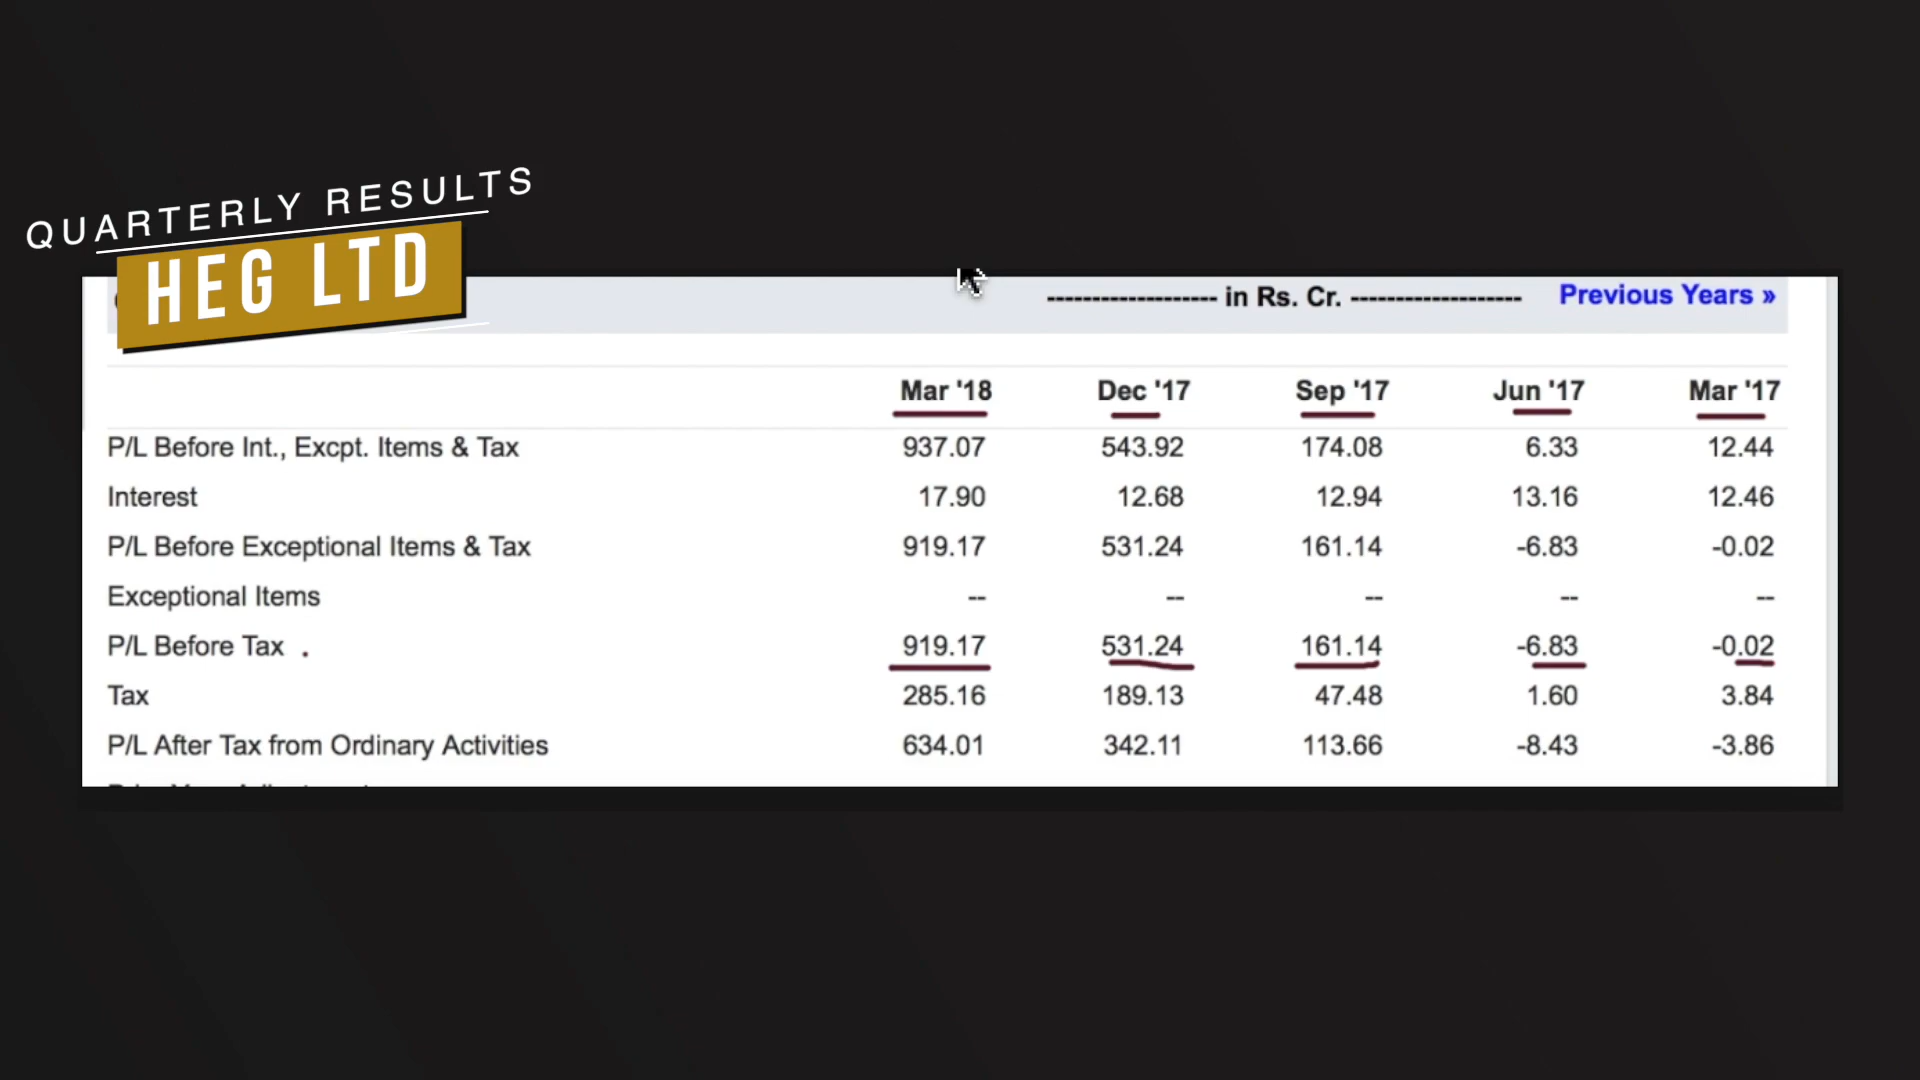 QUARTERLY RESULTS
HEG LTD
------------------- in Rs. Cr. ------------------- Previous Years »
Mar '18 Dec '17 Sep '17 Jun '17 Mar '17
P/L Before Int., Excpt. Items & Tax 937.07 543.92 174.08 6.33 12.44
Interest 17.90 12.68 12.94 13.16 12.46
P/L Before Exceptional Items & Tax 919.17 531.24 161.14 -6.83 -0.02
Exceptional Items -- -- -- -- --
P/L Before Tax 919.17 531.24 161.14 -6.83 -0.02
Tax 285.16 189.13 47.48 1.60 3.84
P/L After Tax from Ordinary Activities 634.01 342.11 113.66 -8.43 -3.86